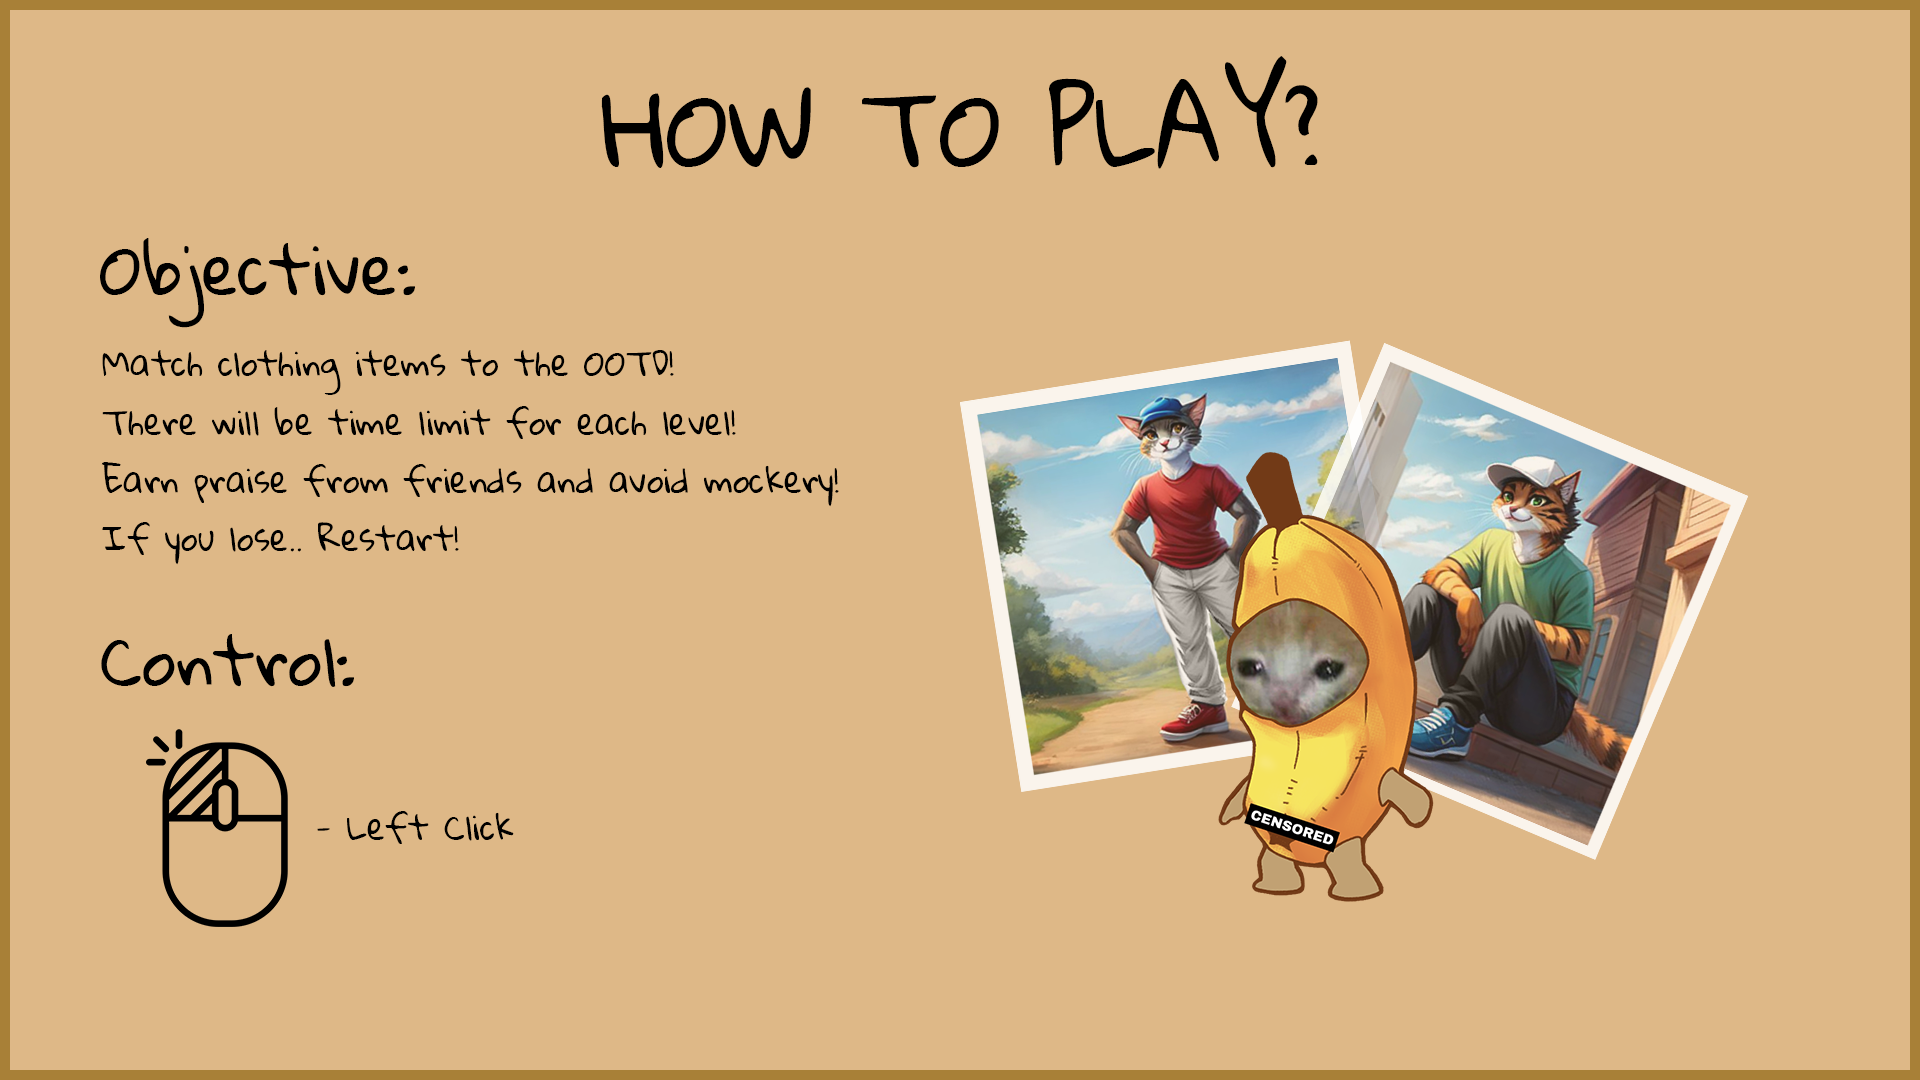 HOW TO PLAY?
Objective:
Match clothing items to the OOTD!
There will be time limit for each level!
Earn praise from friends and avoid mockery!
If you lose.. Restart!
Control:
- Left Click
CENSORED